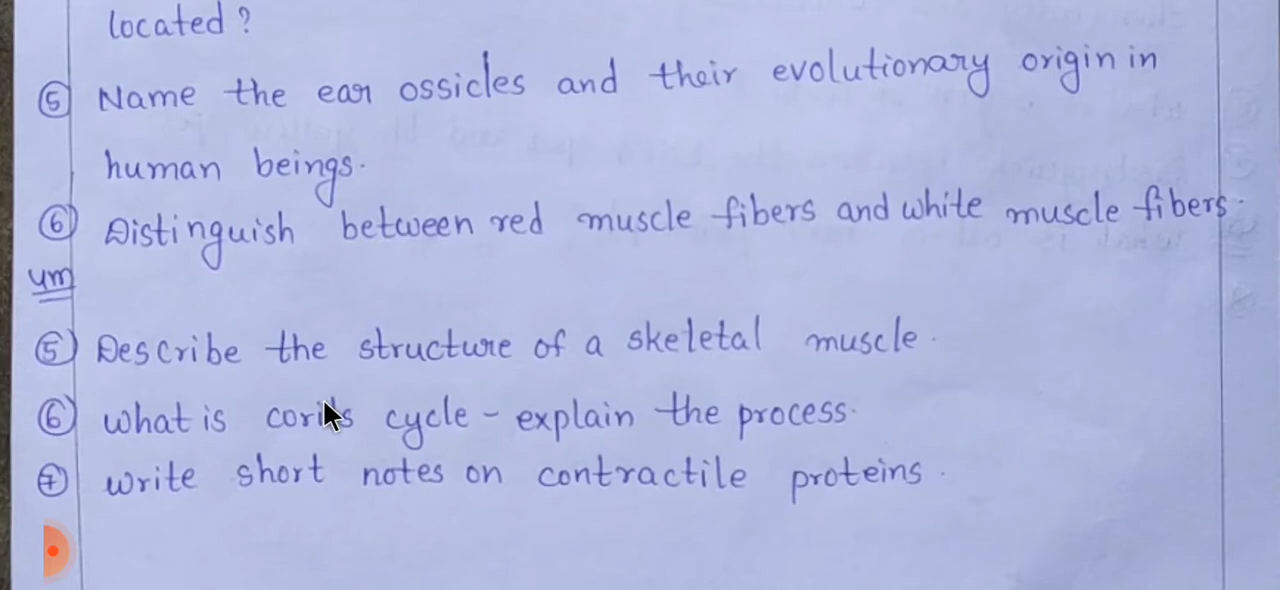 located?
⑤ Name the ear ossicles and their evolutionary origin in
human beings.
⑥ Distinguish between red muscle fibers and white muscle fibers.
4m
⑤ Describe the structure of a skeletal muscle.
⑥ what is cycle - explain the process.
⑦ write short notes on contractile proteins.